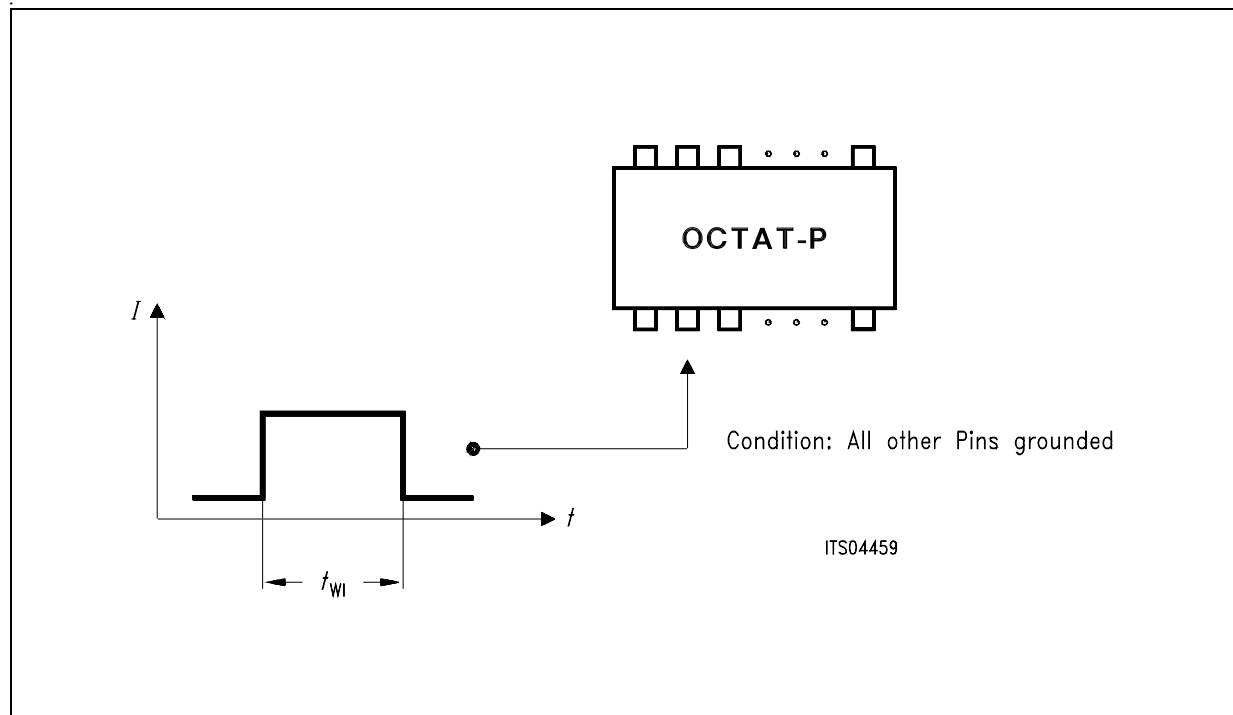 OCTAT-P
I
Condition: All other Pins grounded
t
ITS04459
tWI